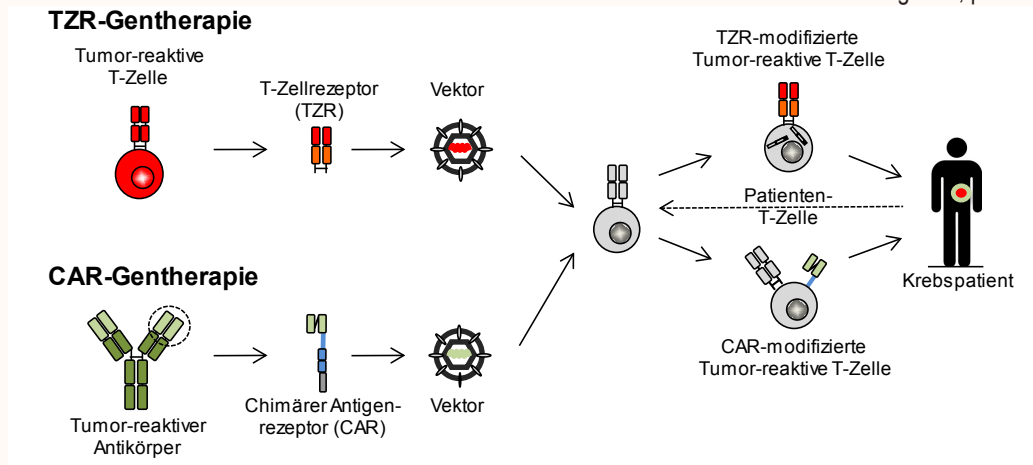 TZR-Gentherapie
Tumor-reaktive
T-Zelle
T-Zellrezeptor
(TZR)
Vektor
TZR-modifizierte
Tumor-reaktive T-Zelle
Patienten-
T-Zelle
Krebspatient
CAR-Gentherapie
Tumor-reaktiver
Antikörper
Chimärer Antigen-
rezeptor (CAR)
Vektor
CAR-modifizierte
Tumor-reaktive T-Zelle